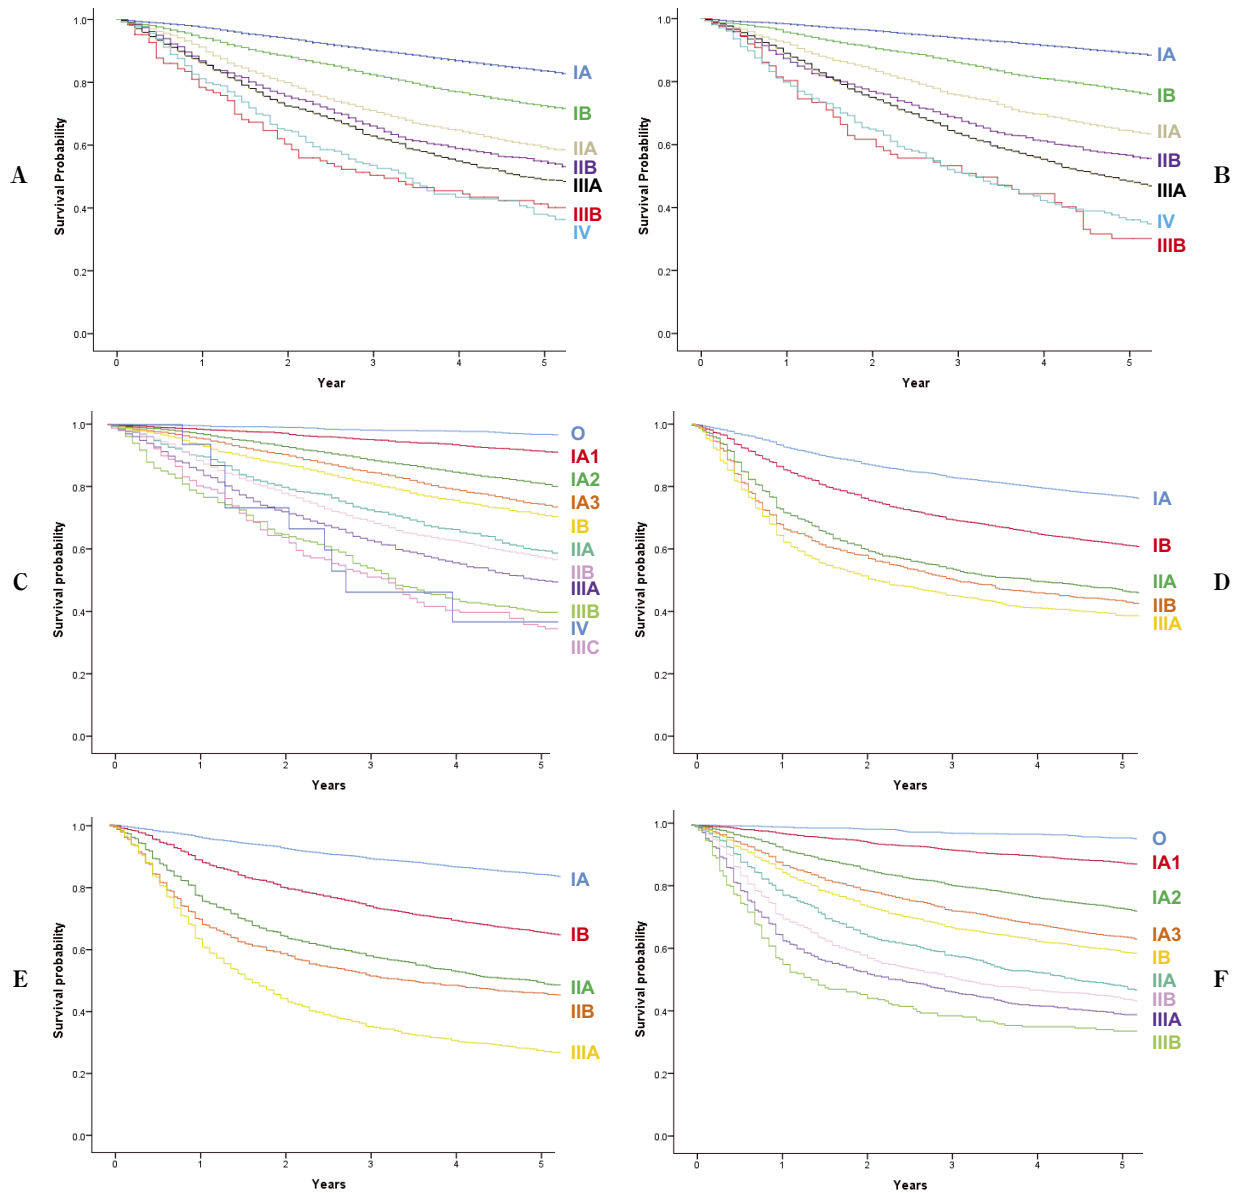 A
Survival Probability
1.0
0.8
0.6
0.4
0.2
0.0
0 1 2 3 4 5
Year
IA
IB
IIA
IIB
IIIA
IIIB
IV
B
Survival Probability
1.0
0.8
0.6
0.4
0.2
0.0
0 1 2 3 4 5
Year
IA
IB
IIA
IIB
IIIA
IV
IIIB
C
Survival probability
1.0
0.8
0.6
0.4
0.2
0.0
0 1 2 3 4 5
Years
O
IA1
IA2
IA3
IB
IIA
IIB
IIIA
IIIB
IV
IIIC
D
Survival probability
1.0
0.8
0.6
0.4
0.2
0.0
0 1 2 3 4 5
Years
IA
IB
IIA
IIB
IIIA
E
Survival probability
1.0
0.8
0.6
0.4
0.2
0.0
0 1 2 3 4 5
Years
IA
IB
IIA
IIB
IIIA
F
Survival probability
1.0
0.8
0.6
0.4
0.2
0.0
0 1 2 3 4 5
Years
O
IA1
IA2
IA3
IB
IIA
IIB
IIIA
IIIB